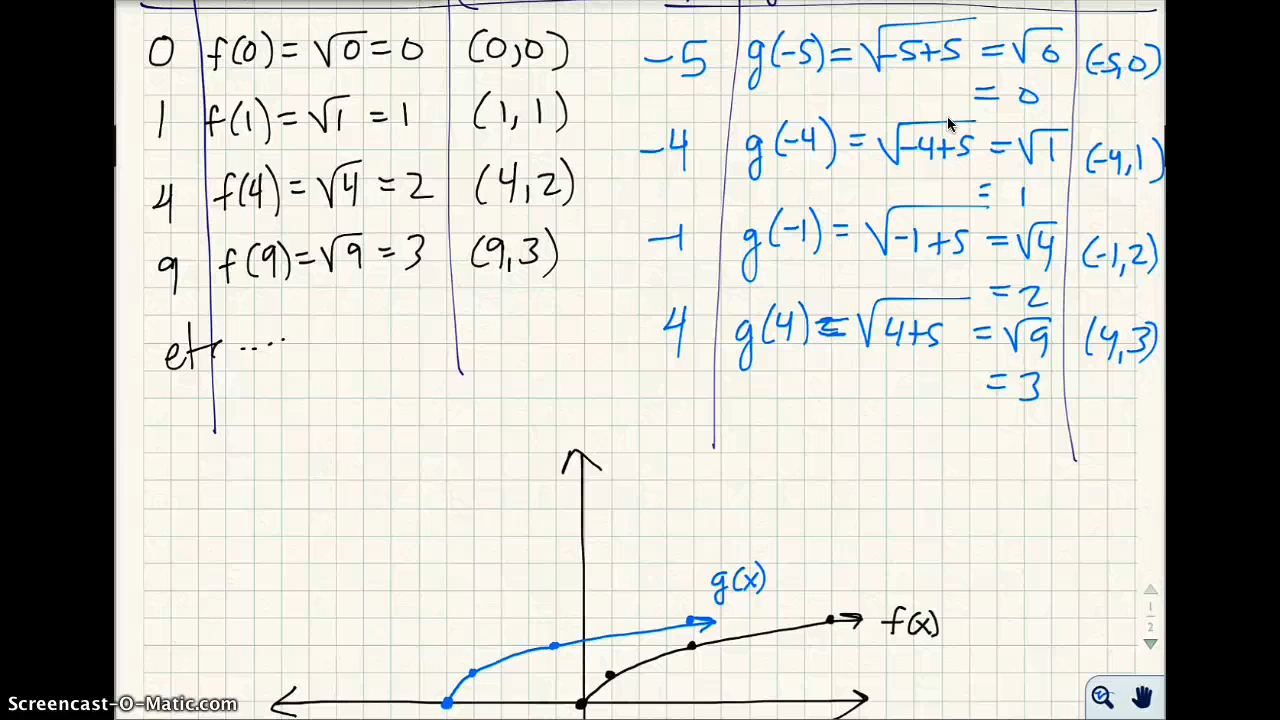 0 f(0) = √0 = 0 (0,0)
1 f(1) = √1 = 1 (1, 1)
4 f(4) = √4 = 2 (4,2)
9 f(9) = √9 = 3 (9,3)
etc ....
-5 g(-5) = √-5+5 = √0 (-5,0)
= 0
-4 g(-4) = √-4+5 = √1 (-4,1)
= 1
-1 g(-1) = √-1+5 = √4 (-1,2)
= 2
4 g(4) = √4+5 = √9 (4,3)
= 3
g(x)
f(x)
1
2
Screencast-O-Matic.com